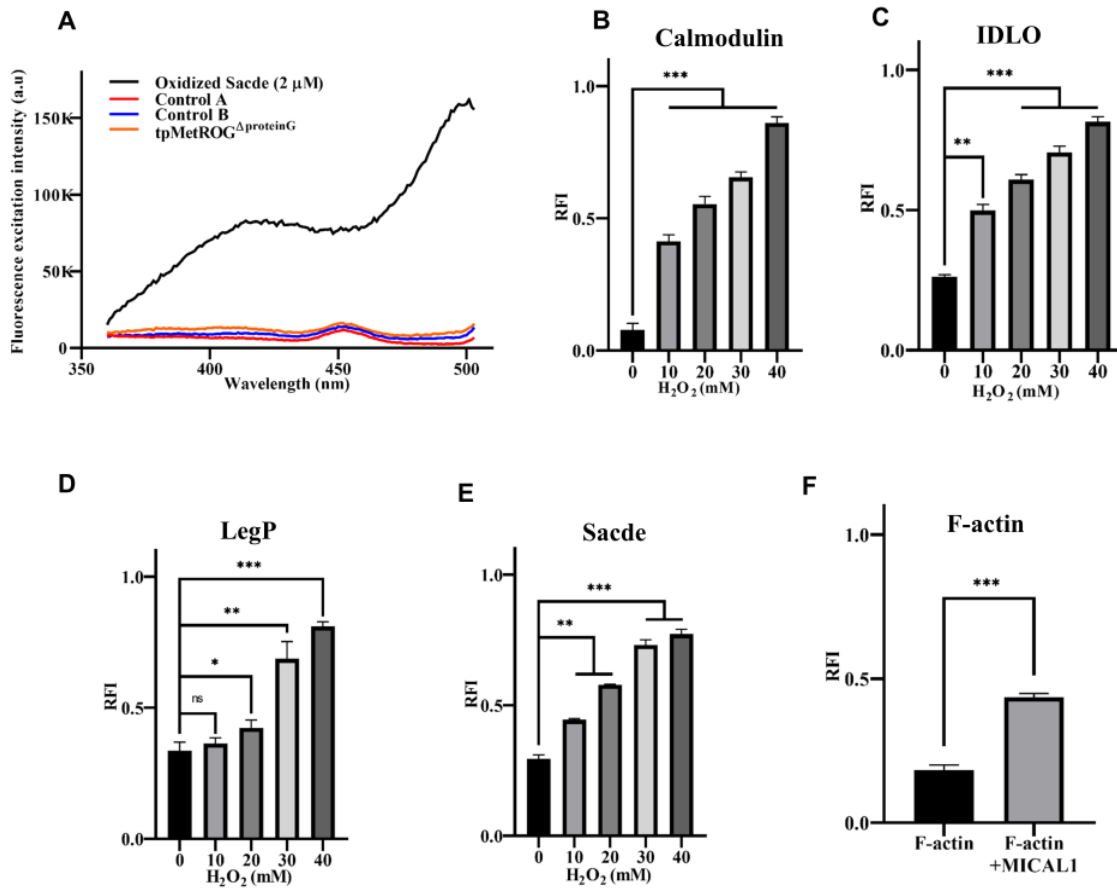 A
Fluorescence excitation intensity (a.u)
150K
100K
50K
0
350
400
450
500
Wavelength (nm)
Oxidized Sacde (2 μM)
Control A
Control B
tpMetROG^ΔproteinG
B
Calmodulin
***
RFI
1.0
0.5
0.0
0 10 20 30 40
H₂O₂ (mM)
C
IDLO
***
**
RFI
1.0
0.5
0.0
0 10 20 30 40
H₂O₂ (mM)
D
LegP
***
**
*
ns
RFI
1.0
0.5
0.0
0 10 20 30 40
H₂O₂ (mM)
E
Sacde
***
**
RFI
1.0
0.5
0.0
0 10 20 30 40
H₂O₂ (mM)
F
F-actin
***
RFI
1.0
0.5
0.0
F-actin
F-actin
+MICAL1